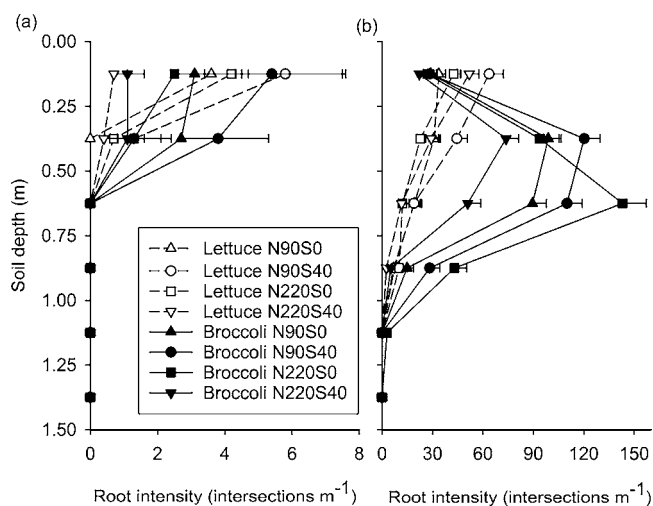 (a)
(b)
0.00
0.25
0.50
0.75
1.00
1.25
1.50
Soil depth (m)
Lettuce N90S0
Lettuce N90S40
Lettuce N220S0
Lettuce N220S40
Broccoli N90S0
Broccoli N90S40
Broccoli N220S0
Broccoli N220S40
0 2 4 6 8
0 30 60 90 120 150
Root intensity (intersections m⁻¹)
Root intensity (intersections m⁻¹)